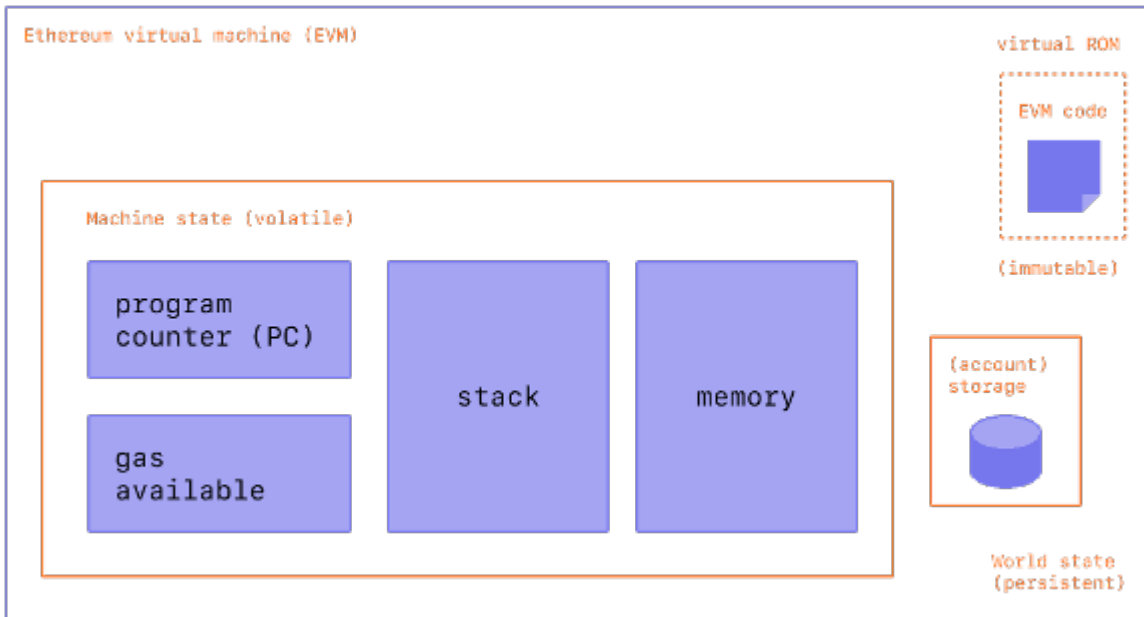 Ethereum virtual machine (EVM)
virtual ROM
EVM code
(immutable)
Machine state (volatile)
program
counter (PC)
gas
available
stack
memory
(account)
storage
World state
(persistent)